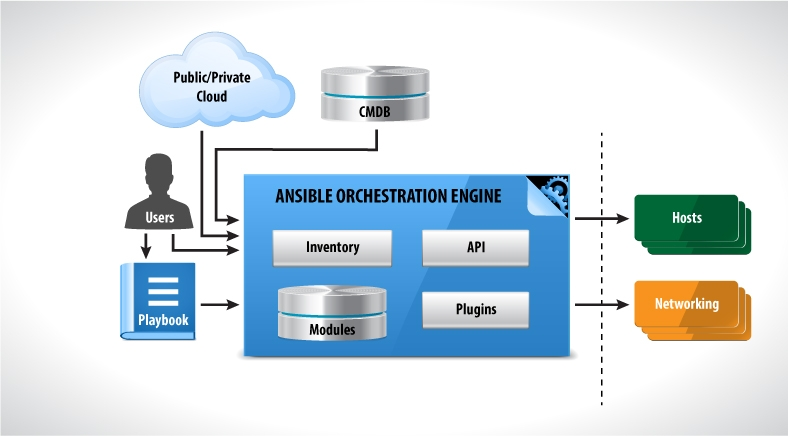 Public/Private
Cloud
CMDB
Users
Playbook
ANSIBLE ORCHESTRATION ENGINE
Inventory
API
Modules
Plugins
Hosts
Networking